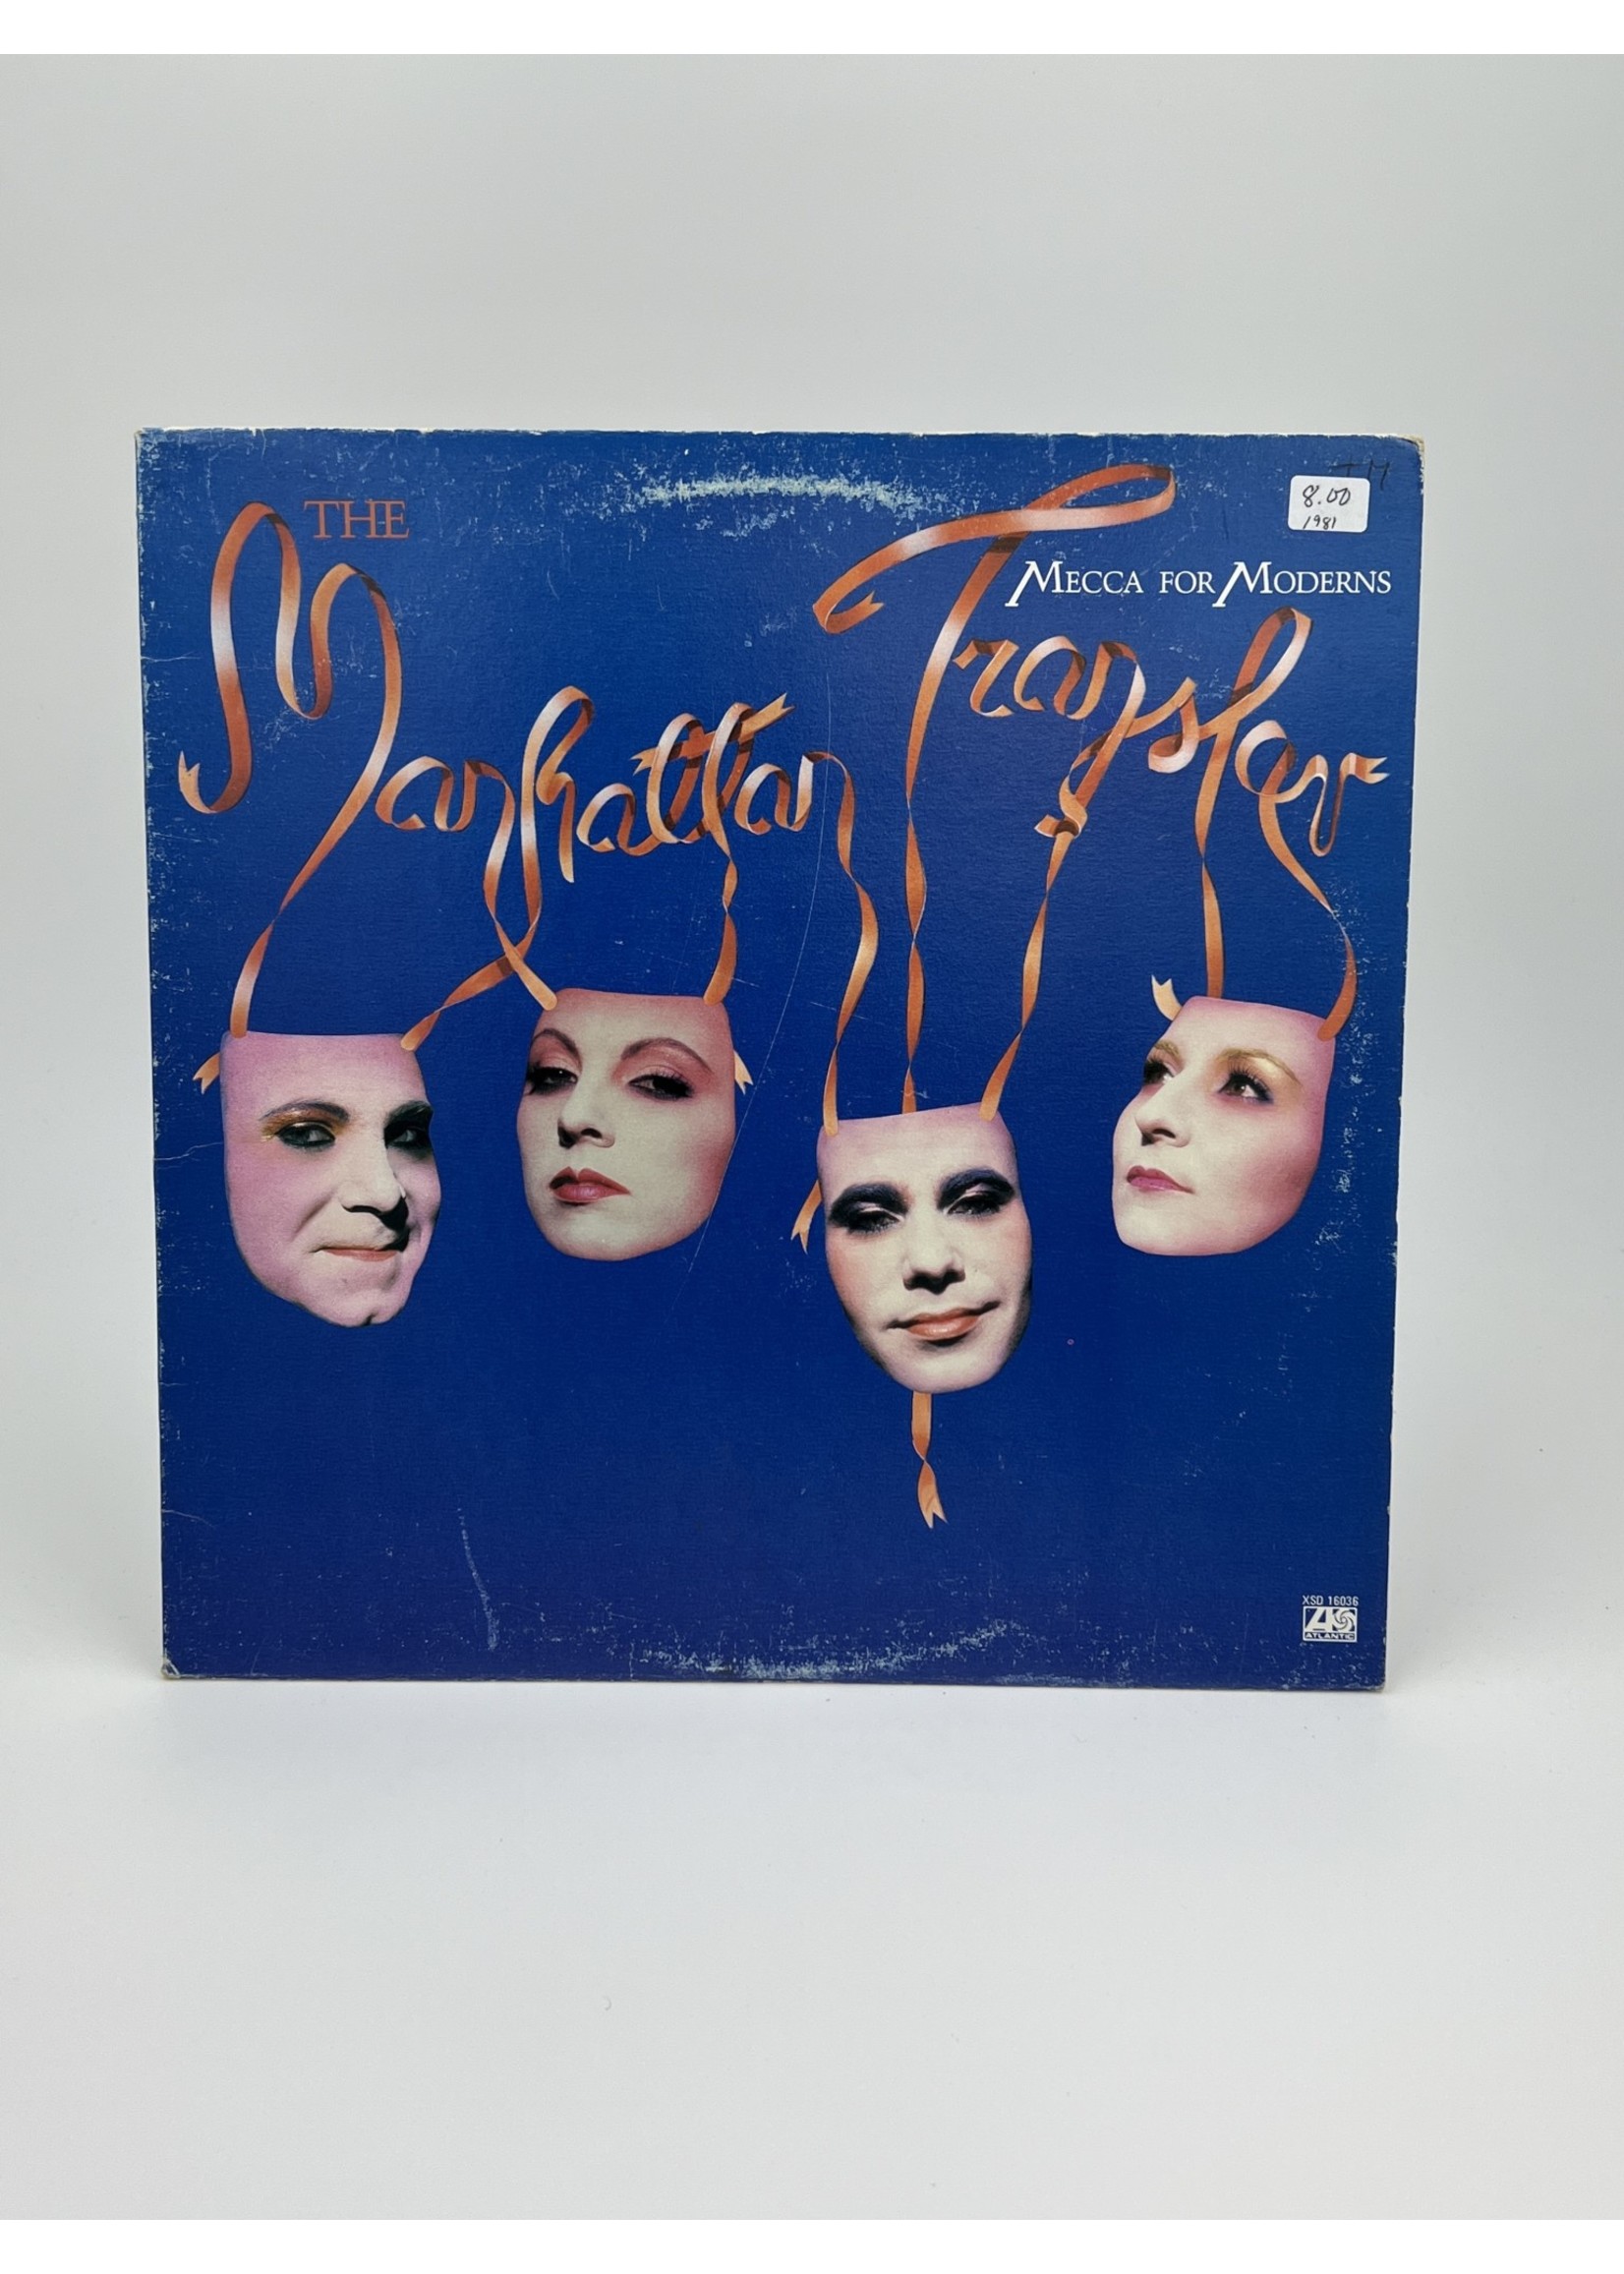 THE
Manhattan Transfer
MECCA FOR MODERNS
8.00
1981
XSD 16036
ATLANTIC